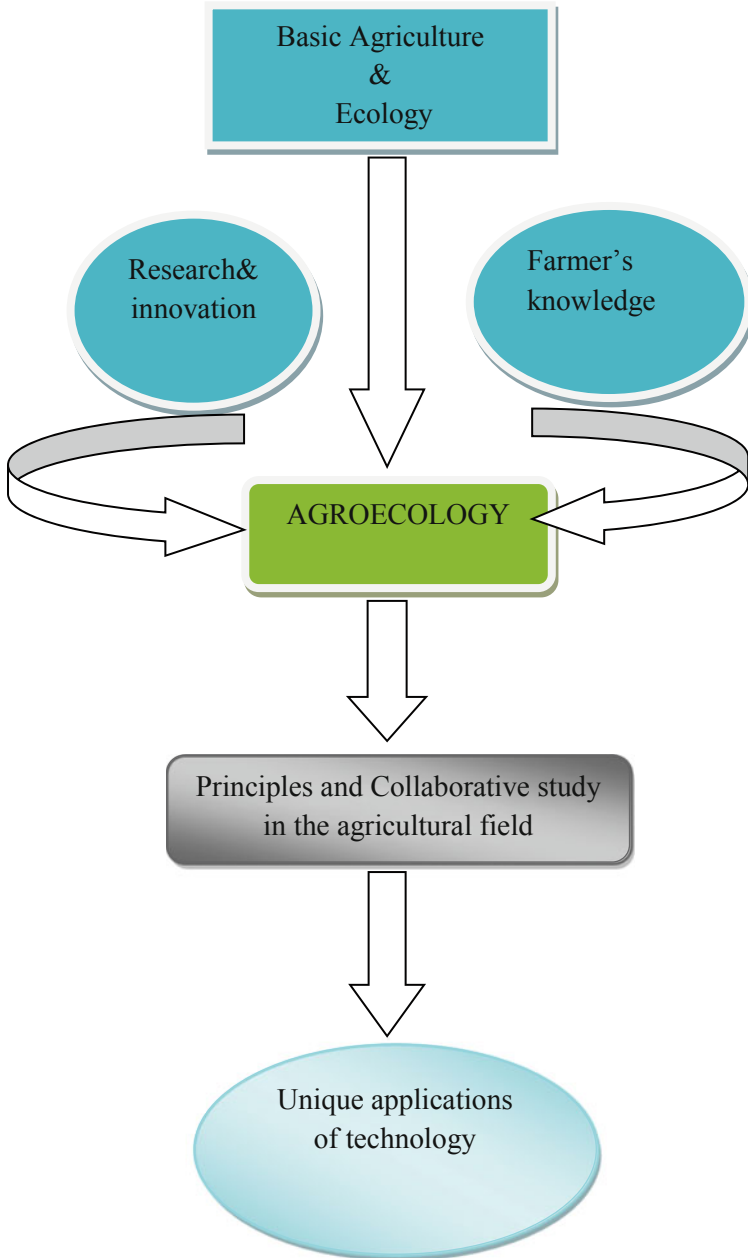 Basic Agriculture
&
Ecology
Research&
innovation
Farmer’s
knowledge
AGROECOLOGY
Principles and Collaborative study
in the agricultural field
Unique applications
of technology